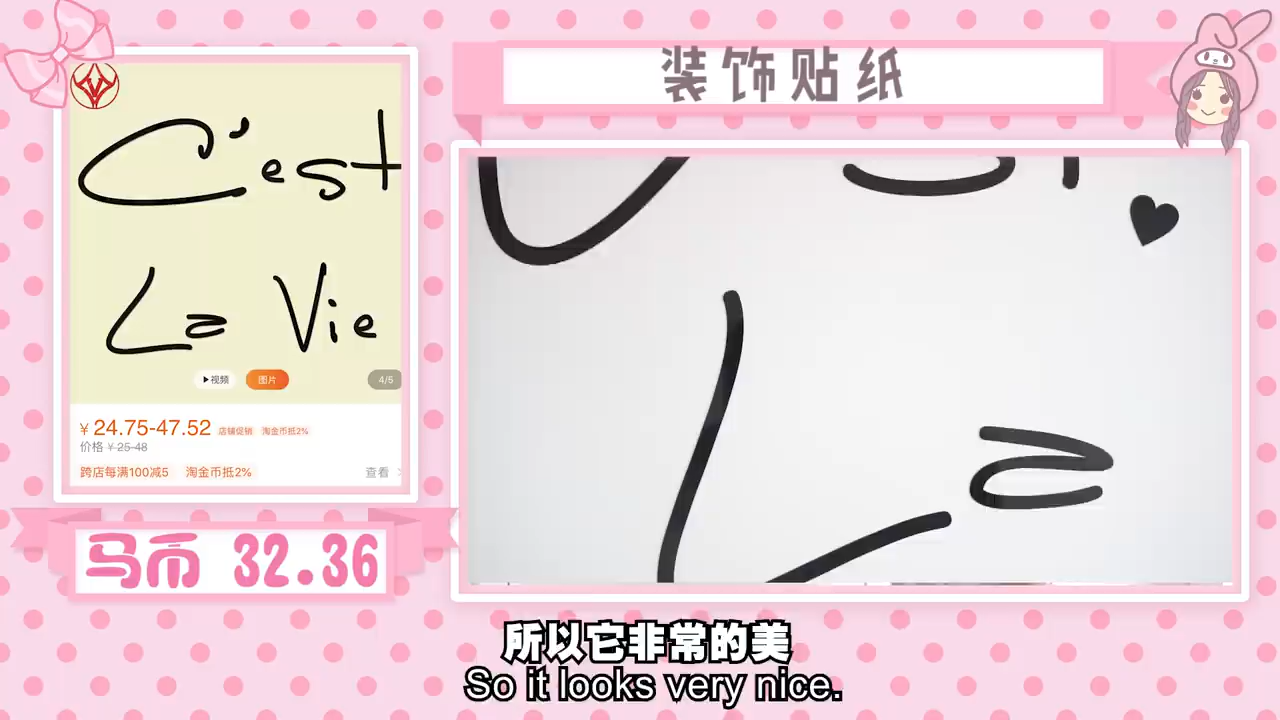 装饰贴纸
C'est
La Vie
▶视频
图片
4/5
¥ 24.75-47.52 店铺促销 淘金币抵2%
价格 ¥ 25-48
跨店每满100减5 淘金币抵2%
查看 >
La
马币 32.36
所以它非常的美
So it looks very nice.